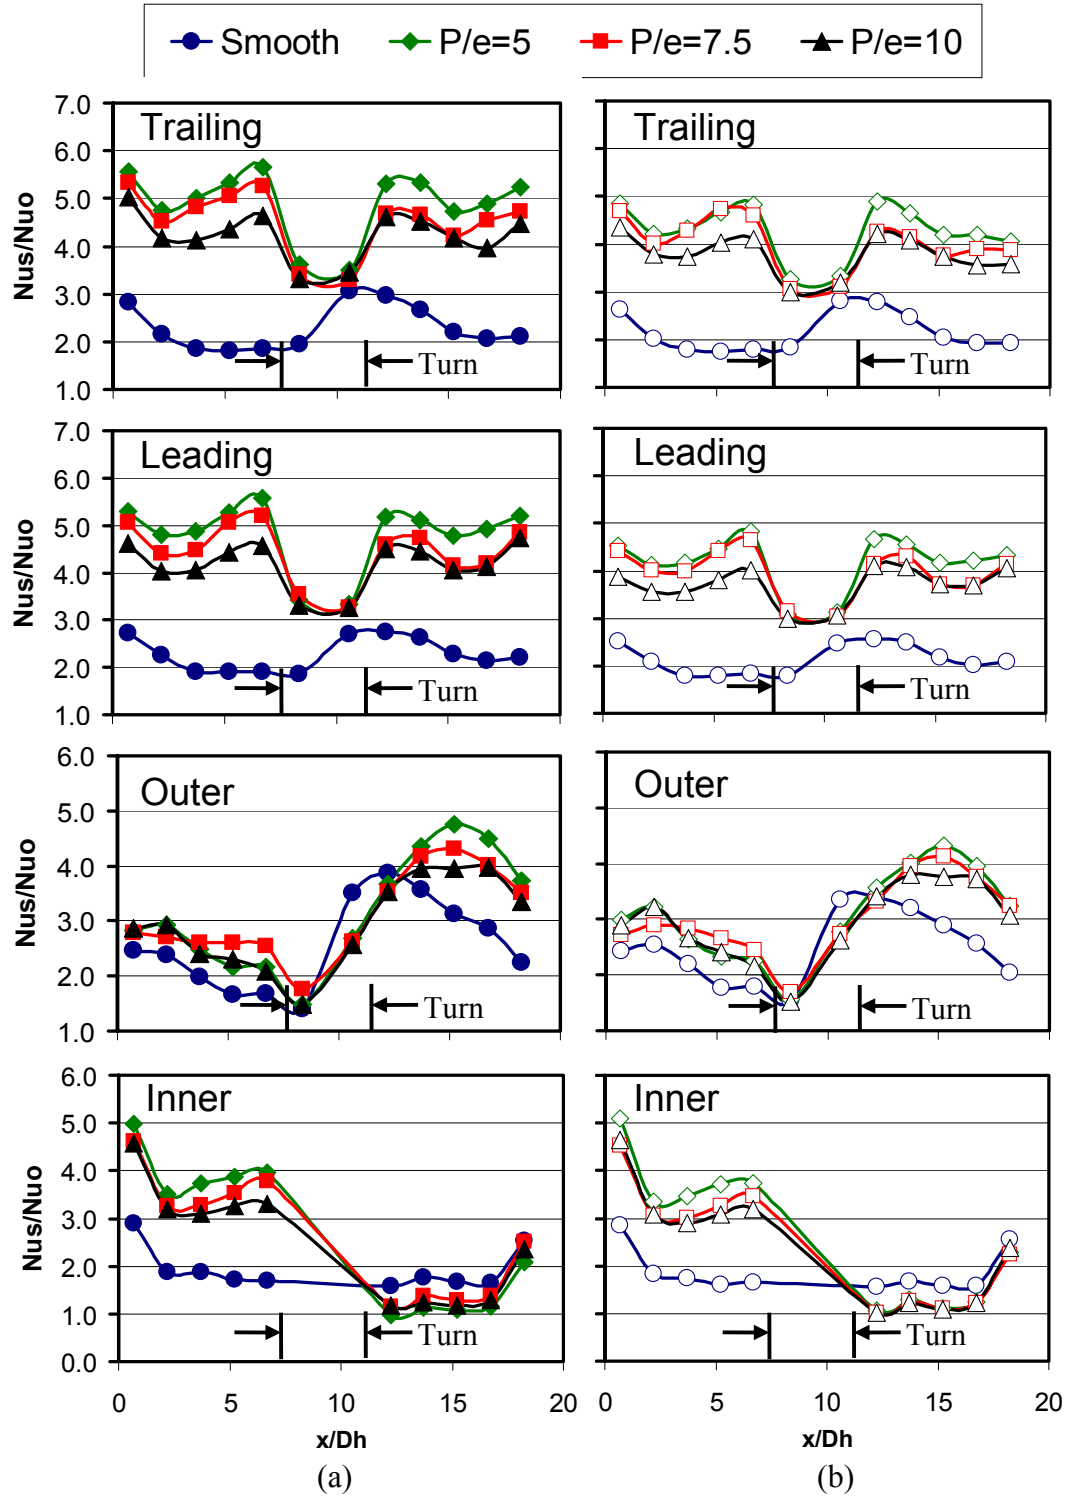 Smooth P/e=5 P/e=7.5 P/e=10
7.0
6.0
5.0
4.0
3.0
2.0
1.0
Nus/Nuo
Trailing
Turn
Trailing
Turn
7.0
6.0
5.0
4.0
3.0
2.0
1.0
Nus/Nuo
Leading
Turn
Leading
Turn
6.0
5.0
4.0
3.0
2.0
1.0
Nus/Nuo
Outer
Turn
Outer
Turn
6.0
5.0
4.0
3.0
2.0
1.0
0.0
Nus/Nuo
Inner
Turn
Inner
Turn
0 5 10 15 20
0 5 10 15 20
x/Dh
x/Dh
(a)
(b)